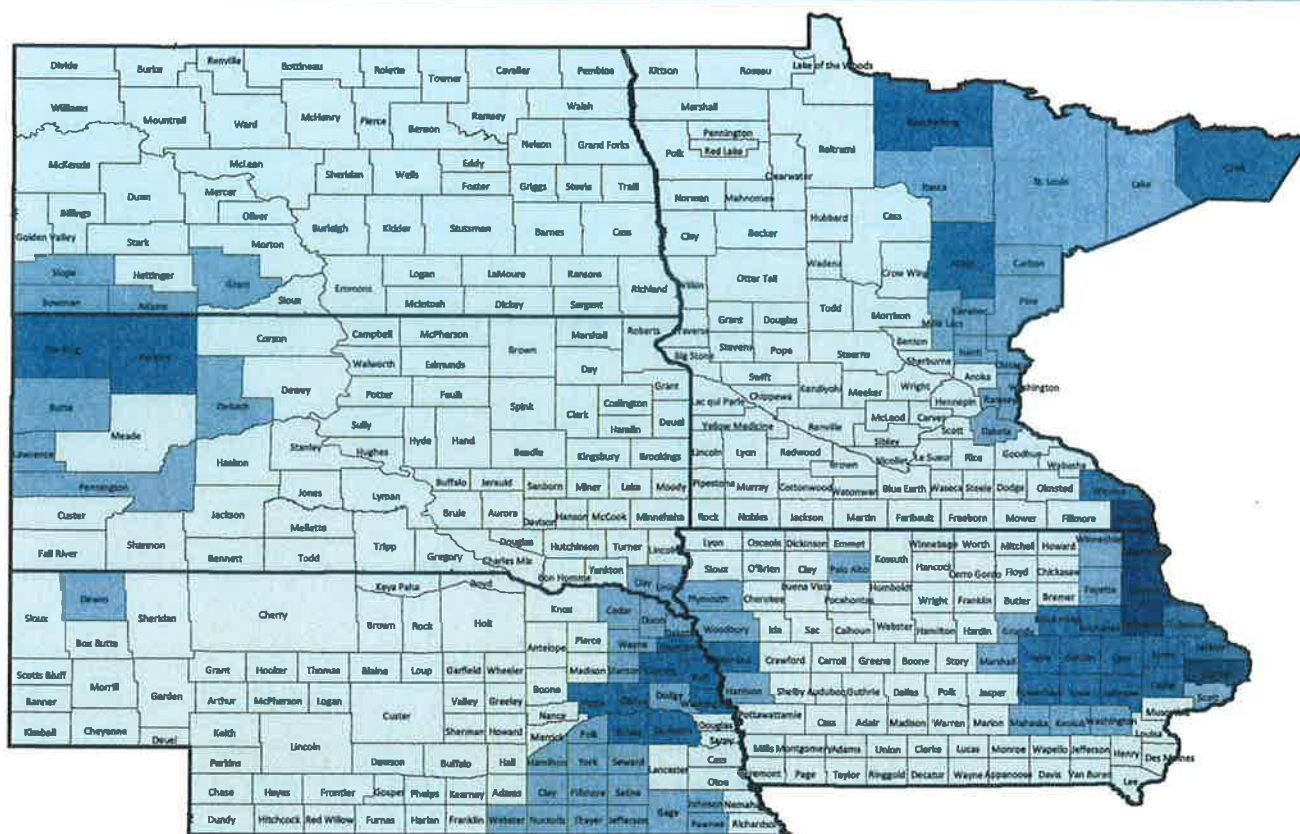 Divide Burke Renville Bottineau Rolette Towner Cavalier Pembina Kittson Roseau Lake of the Woods
Williams Mountrail Ward McHenry Pierce Benson Ramsey Walsh Marshall
Pennington
Red Lake
Polk Beltrami Clearwater
McKenzie McLean Sheridan Wells Eddy Nelson Grand Forks
Foster Griggs Steele Traill Norman Mahnomen Itasca St. Louis Lake Cook
Dunn Mercer
Billings Oliver Burleigh Kidder Stutsman Barnes Cass Clay Becker Hubbard Cass
Golden Valley Stark Morton
Slope Hettinger Grant Emmons Logan LaMoure Ransom Richland Wilkin Otter Tail Wadena Crow Wing Aitkin Carlton
Bowman Adams Sioux McIntosh Dickey Sargent Todd Morrison Mille Lacs Kanabec Pine
Harding Perkins Corson Campbell McPherson Brown Marshall Roberts Traverse Grant Douglas
Benson
Walworth Edmunds Day Big Stone Stevens Pope Stearns Sherburne Isanti Chisago
Butte Ziebach Dewey Potter Faulk Spink Clark Codington Grant Swift Kandiyohi Meeker Wright Anoka Washington
Hennepin Ramsey
Hamlin Deuel Lac qui Parle Chippewa McLeod Carver
Meade Sully Hyde Hand Yellow Medicine Renville Scott Dakota
Lawrence Haakon Stanley Hughes Beadle Kingsbury Brookings Lincoln Lyon Redwood Sibley Nicollet Le Sueur Rice Goodhue Wabasha
Brown
Pennington Jones Lyman Buffalo Jerauld Sanborn Miner Lake Moody Pipestone Murray Cottonwood Watonwan Blue Earth Waseca Steele Dodge Olmsted Winona
Custer Jackson Brule Aurora Davison Hanson McCook Minnehaha Rock Nobles Jackson Martin Faribault Freeborn Mower Fillmore
Mellette
Fall River Shannon Bennett Todd Tripp Gregory Douglas Charles Mix Hutchinson Turner Lincoln Lyon Osceola Dickinson Emmet Kossuth Winnebago Worth Mitchell Howard Winneshiek
Bon Homme Yankton Clay Union Sioux O'Brien Clay Palo Alto Hancock Cerro Gordo Floyd Chickasaw
Sioux Dawes Sheridan Cherry Keya Paha Boyd Knox Cedar Dixon Plymouth Cherokee Buena Vista Pocahontas Humboldt Wright Franklin Butler Bremer Fayette
Box Butte Brown Rock Holt Antelope Pierce Wayne Woodbury Ida Sac Calhoun Webster Hamilton Hardin Grundy
Scotts Bluff Grant Hooker Thomas Blaine Loup Garfield Wheeler Madison Stanton Crawford Carroll Greene Boone Story Marshall
Banner Morrill Garden Arthur McPherson Logan Custer Valley Greeley Boone Dodge Harrison Shelby Audubon Guthrie Dallas Polk Jasper Scott
Nance
Kimball Cheyenne Deuel Keith Lincoln Sherman Howard Merrick Polk Butler Saunders Douglas Pottawattamie Cass Adair Madison Warren Marion Mahaska Keokuk Washington Louisa
Sarpy
Perkins Dawson Buffalo Hall Hamilton York Seward Lancaster Cass Mills Montgomery Adams Union Clarke Lucas Monroe Wapello Jefferson Henry Des Moines
Otoe
Chase Hayes Frontier Gosper Phelps Kearney Adams Clay Fillmore Saline Gage Johnson Nemaha Fremont Page Taylor Ringgold Decatur Wayne Appanoose Davis Van Buren Lee
Dundy Hitchcock Red Willow Furnas Harlan Franklin Webster Nuckolls Thayer Jefferson Pawnee Richardson